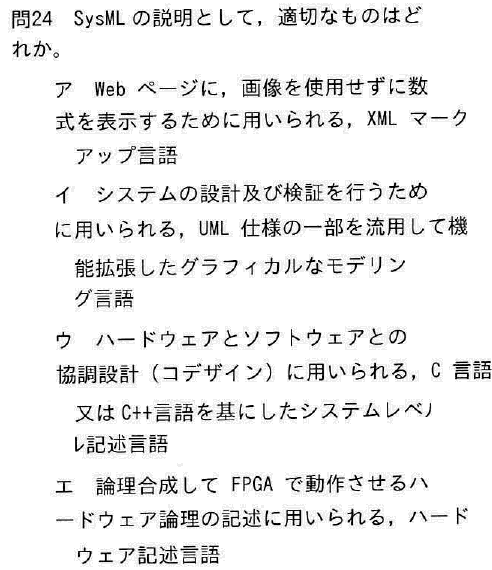 問24 SysML の説明として，適切なものはど
れか。
ア Web ページに，画像を使用せずに数
式を表示するために用いられる，XML マーク
アップ言語
イ システムの設計及び検証を行うため
に用いられる，UML 仕様の一部を流用して機
能拡張したグラフィカルなモデリン
グ言語
ウ ハードウェアとソフトウェアとの
協調設計（コデザイン）に用いられる，C 言語
又は C++言語を基にしたシステムレベ
ル記述言語
エ 論理合成して FPGA で動作させるハ
ードウェア論理の記述に用いられる，ハード
ウェア記述言語